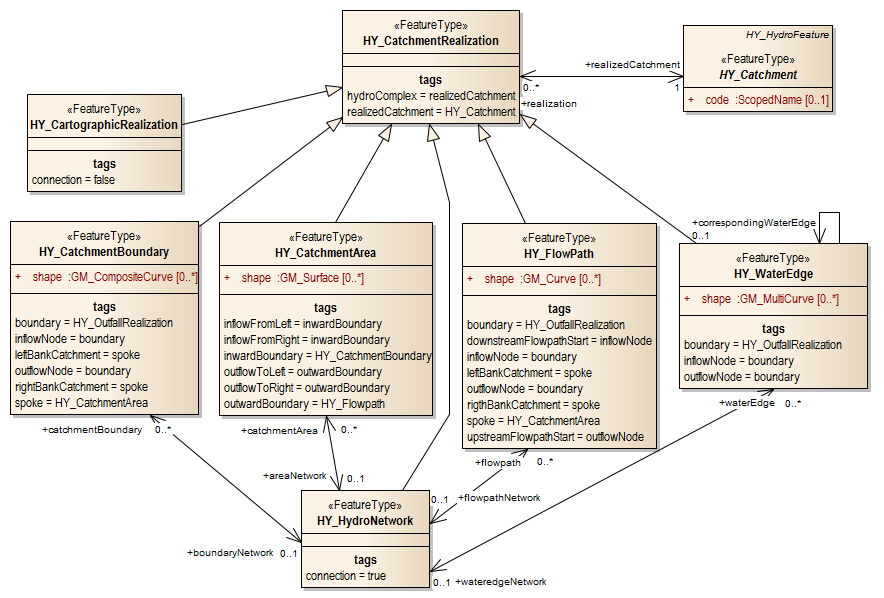 «FeatureType»
HY_CatchmentRealization
tags
hydroComplex = realizedCatchment
realizedCatchment = HY_Catchment
+realizedCatchment
0..*
1
+realization
HY_HydroFeature
«FeatureType»
HY_Catchment
+ code :ScopedName [0..1]
«FeatureType»
HY_CartographicRealization
tags
connection = false
«FeatureType»
HY_CatchmentBoundary
+ shape :GM_CompositeCurve [0..*]
tags
boundary = HY_OutfallRealization
inflowNode = boundary
leftBankCatchment = spoke
outflowNode = boundary
rightBankCatchment = spoke
spoke = HY_CatchmentArea
«FeatureType»
HY_CatchmentArea
+ shape :GM_Surface [0..*]
tags
inflowFromLeft = inwardBoundary
inflowFromRight = inwardBoundary
inwardBoundary = HY_CatchmentBoundary
outflowToLeft = outwardBoundary
outflowToRight = outwardBoundary
outwardBoundary = HY_Flowpath
«FeatureType»
HY_FlowPath
+ shape :GM_Curve [0..*]
tags
boundary = HY_OutfallRealization
downstreamFlowpathStart = inflowNode
inflowNode = boundary
leftBankCatchment = spoke
outflowNode = boundary
rigthBankCatchment = spoke
spoke = HY_CatchmentArea
upstreamFlowpathStart = outflowNode
+correspondingWaterEdge
0..1
«FeatureType»
HY_WaterEdge
+ shape :GM_MultiCurve [0..*]
tags
boundary = HY_OutfallRealization
inflowNode = boundary
outflowNode = boundary
+catchmentBoundary 0..*
+catchmentArea 0..*
+waterEdge 0..*
+flowpath 0..*
+areaNetwork 0..1
0..1 +flowpathNetwork
«FeatureType»
HY_HydroNetwork
tags
connection = true
+boundaryNetwork 0..1
0..1 +wateredgeNetwork